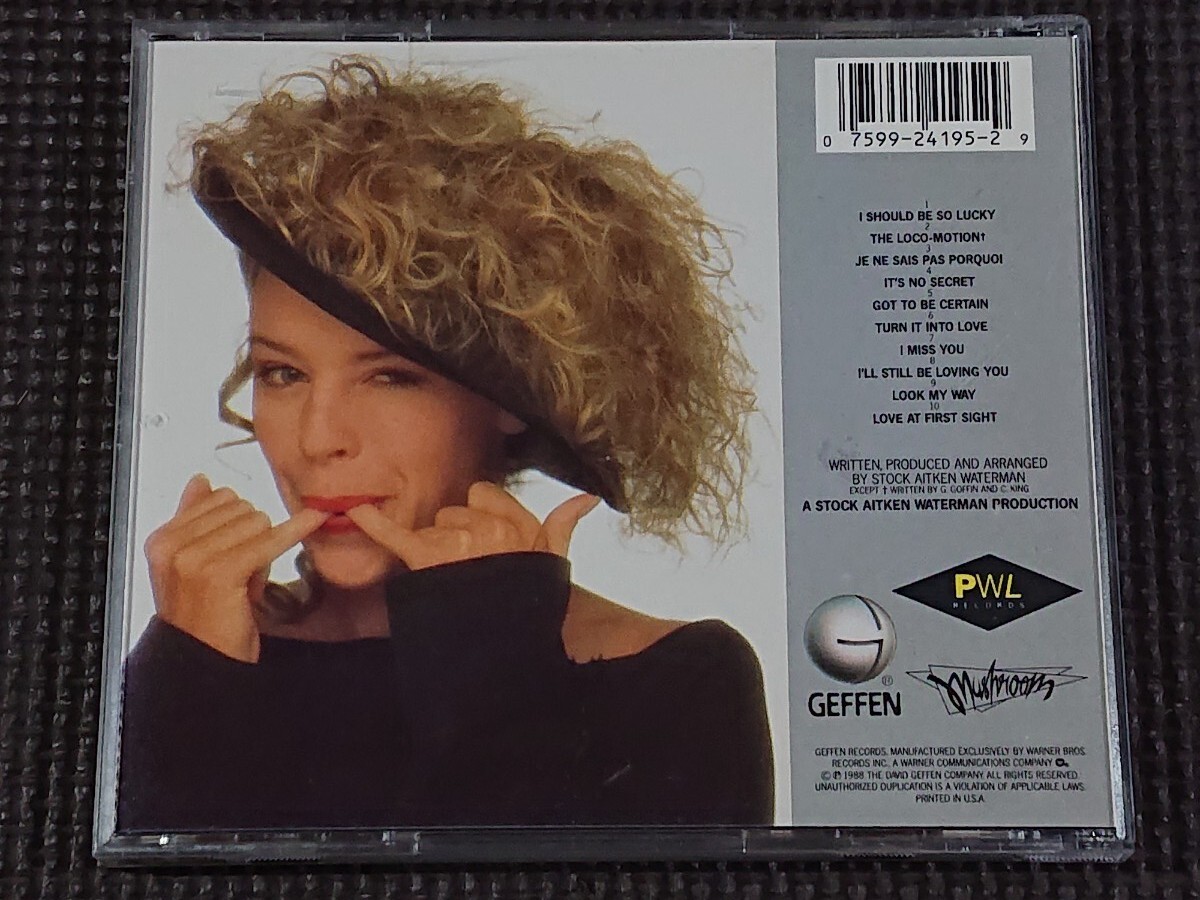 0 7599-24195-2 9
1
I SHOULD BE SO LUCKY
2
THE LOCO-MOTION†
3
JE NE SAIS PAS PORQUOI
4
IT'S NO SECRET
5
GOT TO BE CERTAIN
6
TURN IT INTO LOVE
7
I MISS YOU
8
I'LL STILL BE LOVING YOU
9
LOOK MY WAY
10
LOVE AT FIRST SIGHT
WRITTEN, PRODUCED AND ARRANGED
BY STOCK AITKEN WATERMAN
EXCEPT † WRITTEN BY G. GOFFIN AND C. KING
A STOCK AITKEN WATERMAN PRODUCTION
PWL
RECORDS
GEFFEN ®
Mushroom
GEFFEN RECORDS. MANUFACTURED EXCLUSIVELY BY WARNER BROS.
RECORDS INC., A WARNER COMMUNICATIONS COMPANY
© ℗ 1988 THE DAVID GEFFEN COMPANY. ALL RIGHTS RESERVED.
UNAUTHORIZED DUPLICATION IS A VIOLATION OF APPLICABLE LAWS.
PRINTED IN U.S.A.